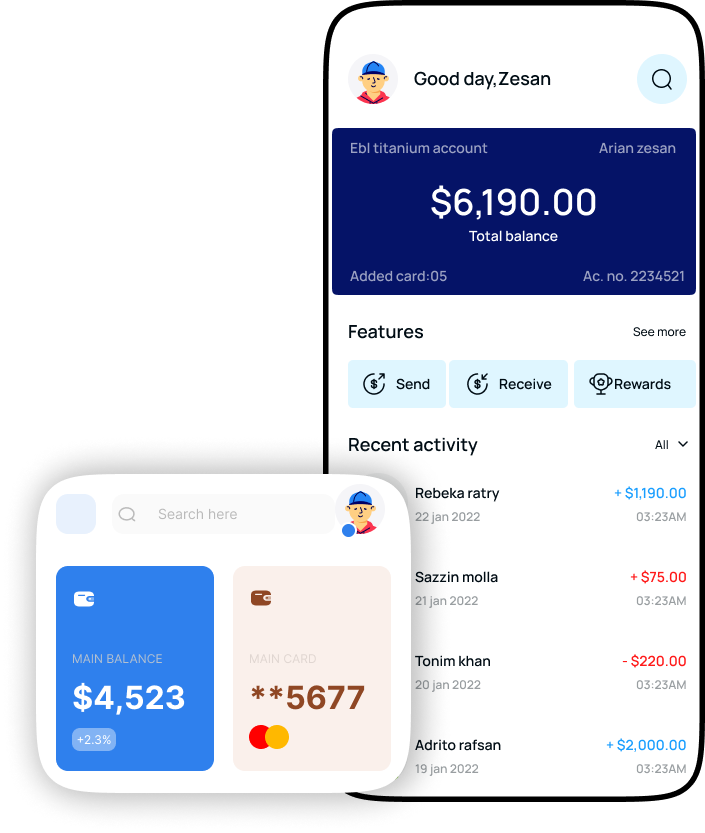 Good day,Zesan
Ebl titanium account
Arian zesan
$6,190.00
Total balance
Added card:05
Ac. no. 2234521
Features
See more
$ Send
$ Receive
Rewards
Recent activity
All
Rebeka ratry
+ $1,190.00
22 jan 2022
03:23AM
Sazzin molla
+ $75.00
21 jan 2022
03:23AM
Tonim khan
- $220.00
20 jan 2022
03:23AM
Adrito rafsan
+ $2,000.00
19 jan 2022
03:23AM
Search here
MAIN BALANCE
$4,523
+2.3%
MAIN CARD
**5677